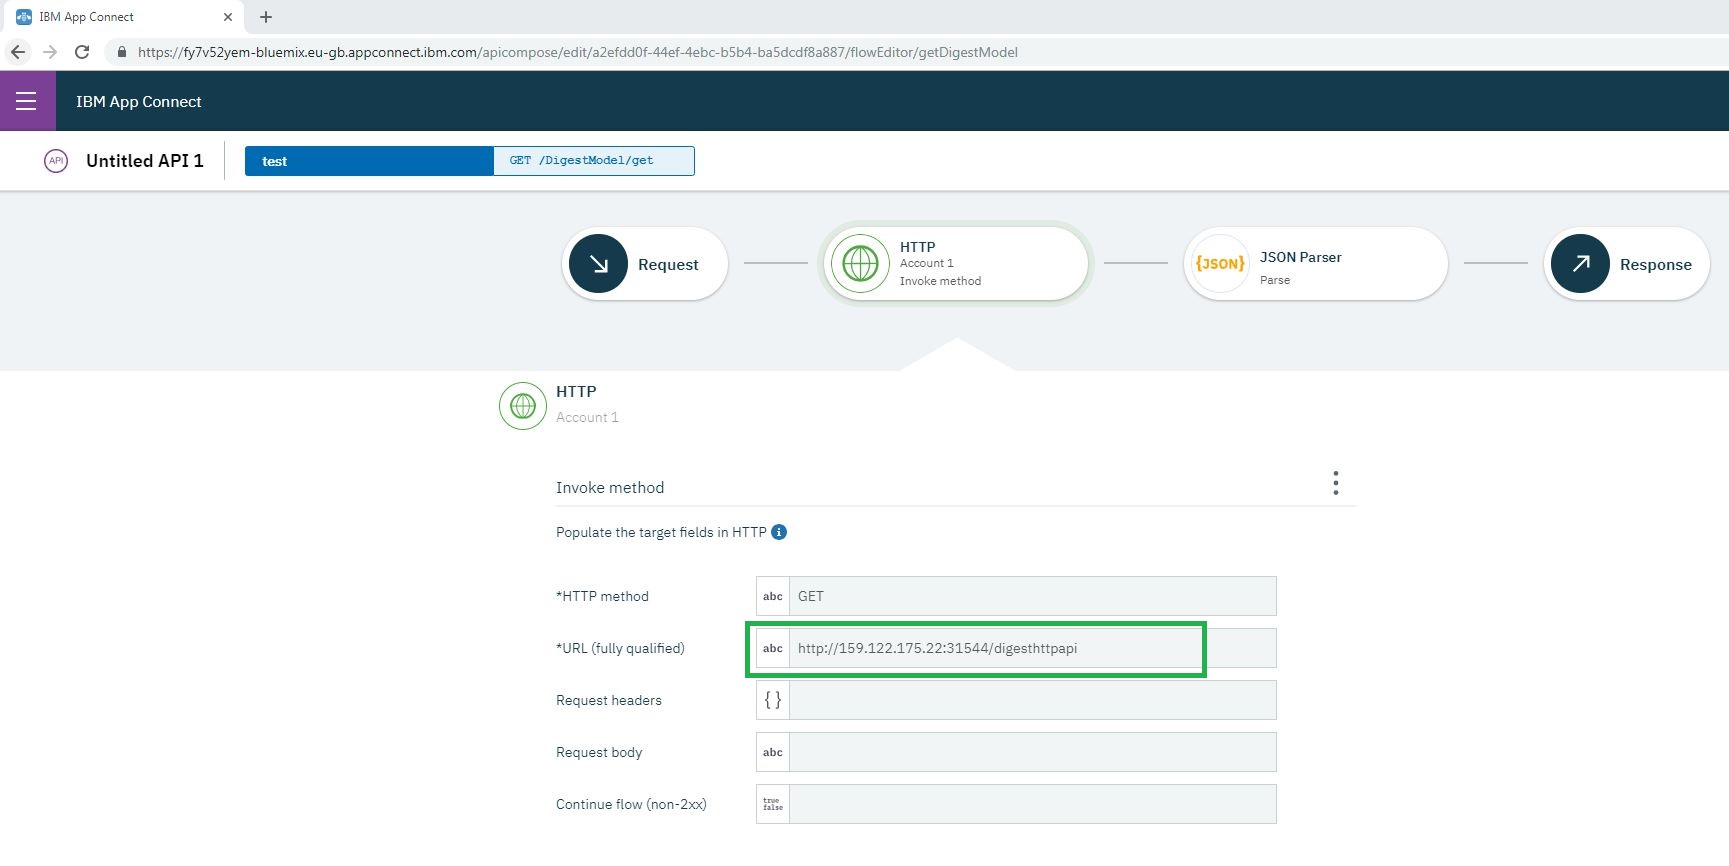 IBM App Connect
https://fy7v52yem-bluemix.eu-gb.appconnect.ibm.com/apicompose/edit/a2efdd0f-44ef-4ebc-b5b4-ba5dcdf8a887/flowEditor/getDigestModel
IBM App Connect
API
Untitled API 1
test
GET /DigestModel/get
Request
HTTP
Account 1
Invoke method
{JSON}
JSON Parser
Parse
Response
HTTP
Account 1
Invoke method
Populate the target fields in HTTP i
*HTTP method
abc
GET
*URL (fully qualified)
abc
http://159.122.175.22:31544/digesthttpapi
Request headers
{ }
Request body
abc
Continue flow (non-2xx)
true
false